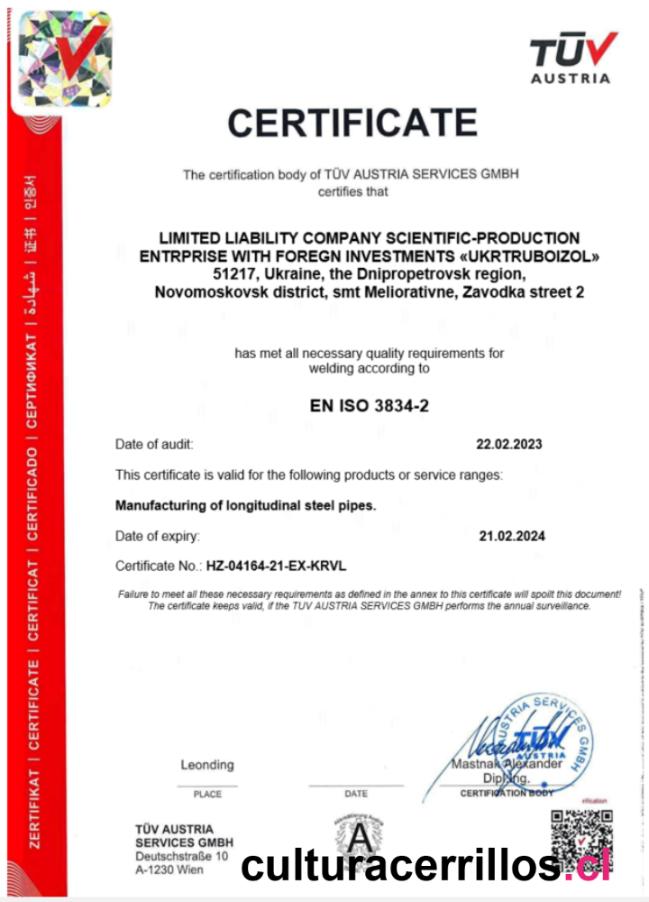 TÜV
AUSTRIA
CERTIFICATE
The certification body of TÜV AUSTRIA SERVICES GMBH
certifies that
LIMITED LIABILITY COMPANY SCIENTIFIC-PRODUCTION
ENTRPRISE WITH FOREGN INVESTMENTS «UKRTRUBOIZOL»
51217, Ukraine, the Dnipropetrovsk region,
Novomoskovsk district, smt Meliorativne, Zavodka street 2
has met all necessary quality requirements for
welding according to
EN ISO 3834-2
Date of audit: 22.02.2023
This certificate is valid for the following products or service ranges:
Manufacturing of longitudinal steel pipes.
Date of expiry: 21.02.2024
Certificate No.: HZ-04164-21-EX-KRVL
Failure to meet all these necessary requirements as defined in the annex to this certificate will spoilt this document!
The certificate keeps valid, if the TUV AUSTRIA SERVICES GMBH performs the annual surveillance.
Leonding
PLACE
DATE
Mastnak Alexander
Dipl.Ing.
CERTIFICATION BODY
AUSTRIA SERVICES GMBH
TÜV
AUSTRIA
TÜV AUSTRIA
SERVICES GMBH
Deutschstraße 10
A-1230 Wien
A
culturacerrillos.cl
ZERTIFIKAT | CERTIFICATE | CERTIFICAT | CERTIFICADO | СЕРТИФИКАТ | شهادة | 证书 | 인증서